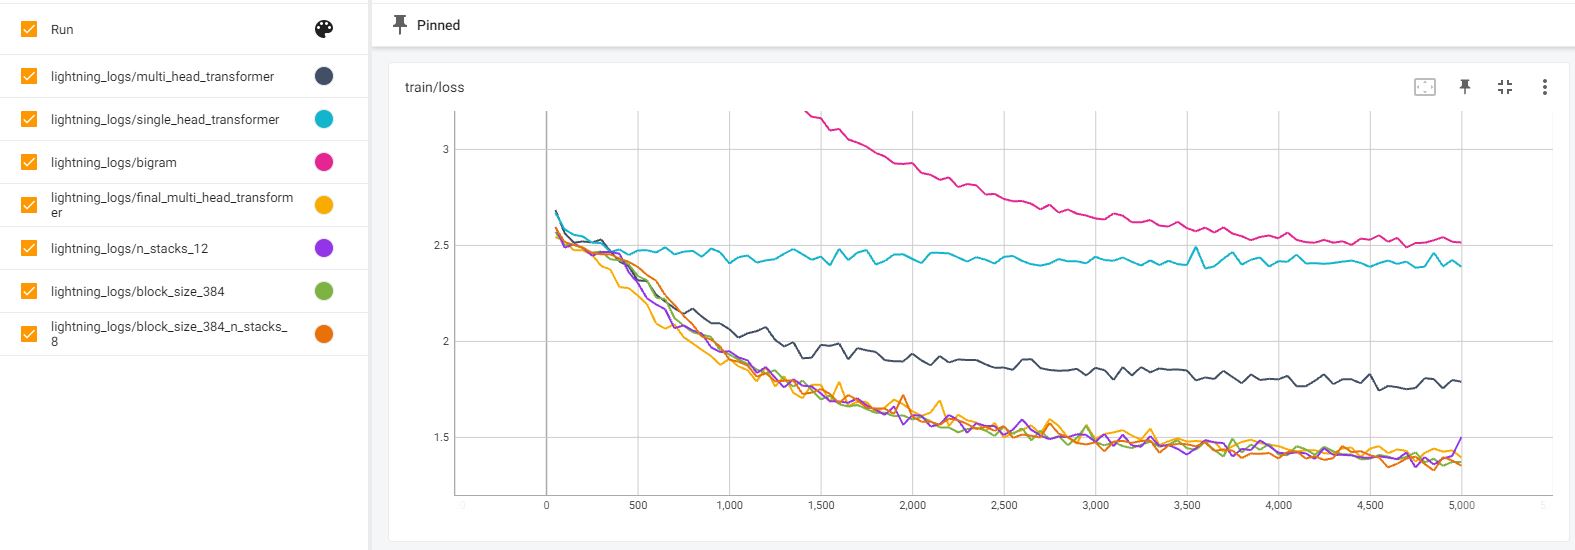 Run
lightning_logs/multi_head_transformer
lightning_logs/single_head_transformer
lightning_logs/bigram
lightning_logs/final_multi_head_transform
er
lightning_logs/n_stacks_12
lightning_logs/block_size_384
lightning_logs/block_size_384_n_stacks_
8
Pinned
train/loss
3
2.5
2
1.5
0 500 1,000 1,500 2,000 2,500 3,000 3,500 4,000 4,500 5,000